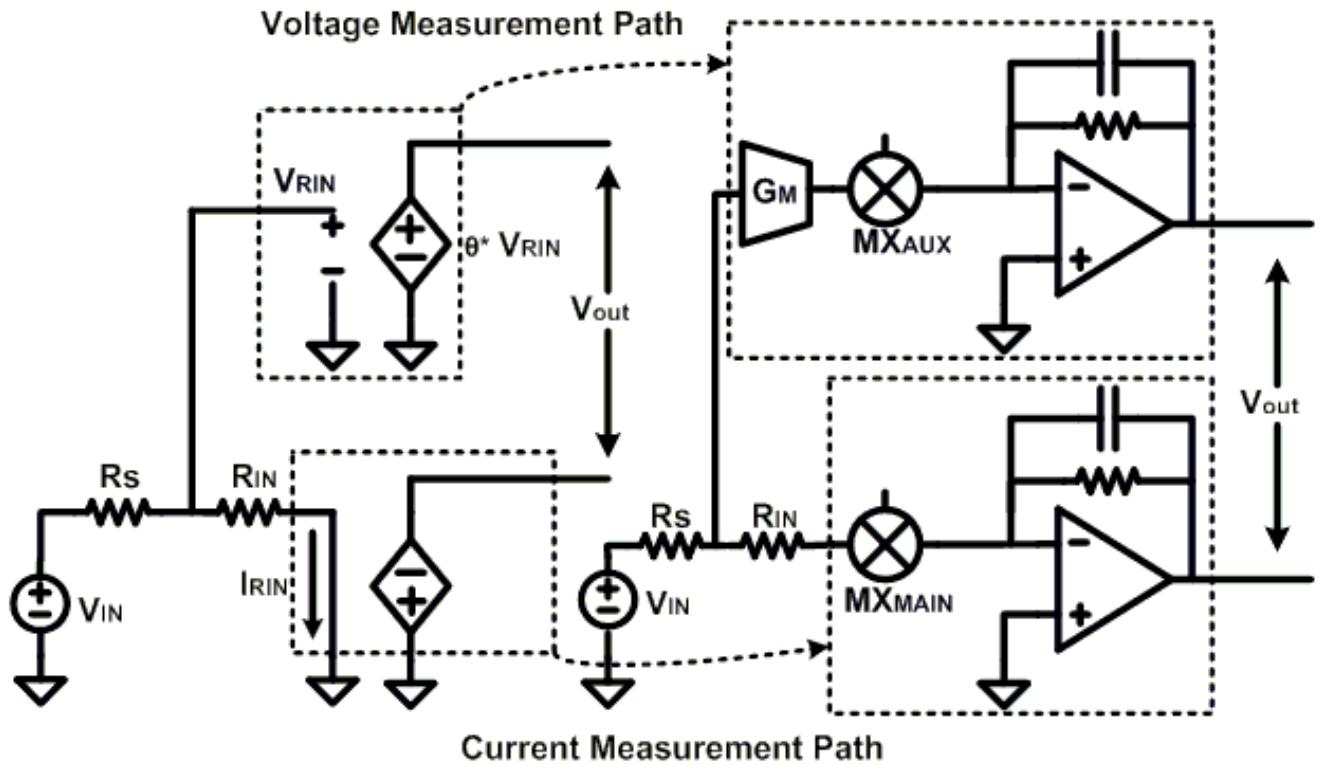 Voltage Measurement Path
VRIN
+
-
+
-
θ* VRIN
Vout
RS
RIN
+
-
VIN
IRIN
-
+
GM
MXAUX
-
+
Vout
RS
RIN
+
-
VIN
MXMAIN
-
+
Current Measurement Path